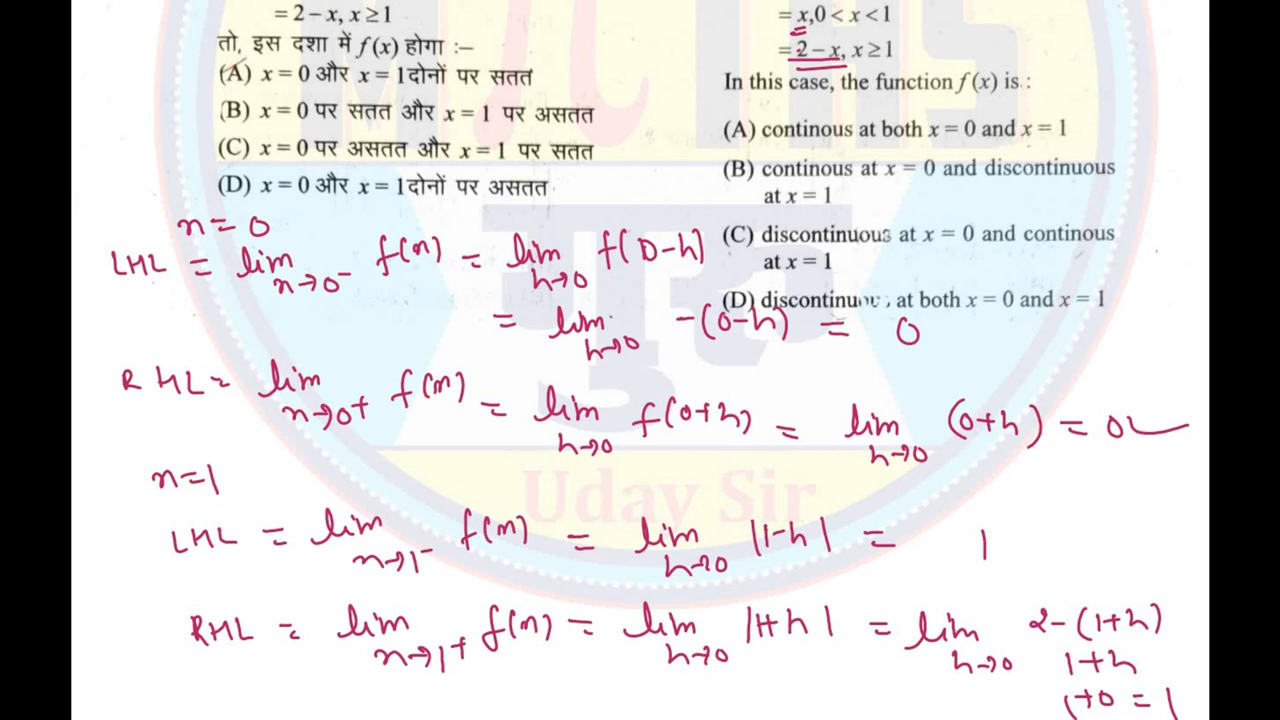 = 2 – x, x ≥ 1
तो, इस दशा में f(x) होगा :–
(A) x = 0 और x = 1 दोनों पर सतत
(B) x = 0 पर सतत और x = 1 पर असतत
(C) x = 0 पर असतत और x = 1 पर सतत
(D) x = 0 और x = 1 दोनों पर असतत
= x, 0 < x < 1
= 2 – x, x ≥ 1
In this case, the function f (x) is :
(A) continous at both x = 0 and x = 1
(B) continous at x = 0 and discontinuous
at x = 1
(C) discontinuous at x = 0 and continous
at x = 1
(D) discontinuous at both x = 0 and x = 1
n = 0
LHL = lim n→0⁻ f(n) = lim h→0 f(0-h)
= lim h→0 -(0-h) = 0
RHL = lim n→0+ f(n) = lim h→0 f(0+h) = lim h→0 (0+h) = 0
n=1
LHL = lim n→1⁻ f(n) = lim h→0 |1-h| = 1
RHL = lim n→1+ f(n) = lim h→0 |1+h| = lim h→0 2-(1+h)
1+h
1+0 = 1
Uday Sir